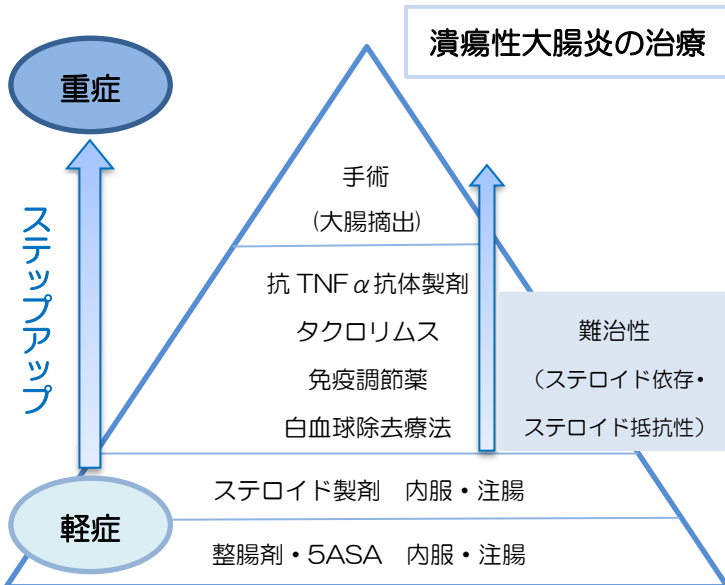 潰瘍性大腸炎の治療
重症
ステップアップ
手術
(大腸摘出)
抗 TNFα抗体製剤
タクロリムス
免疫調節薬
白血球除去療法
難治性
（ステロイド依存・
ステロイド抵抗性）
ステロイド製剤　内服・注腸
軽症
整腸剤・5ASA　内服・注腸